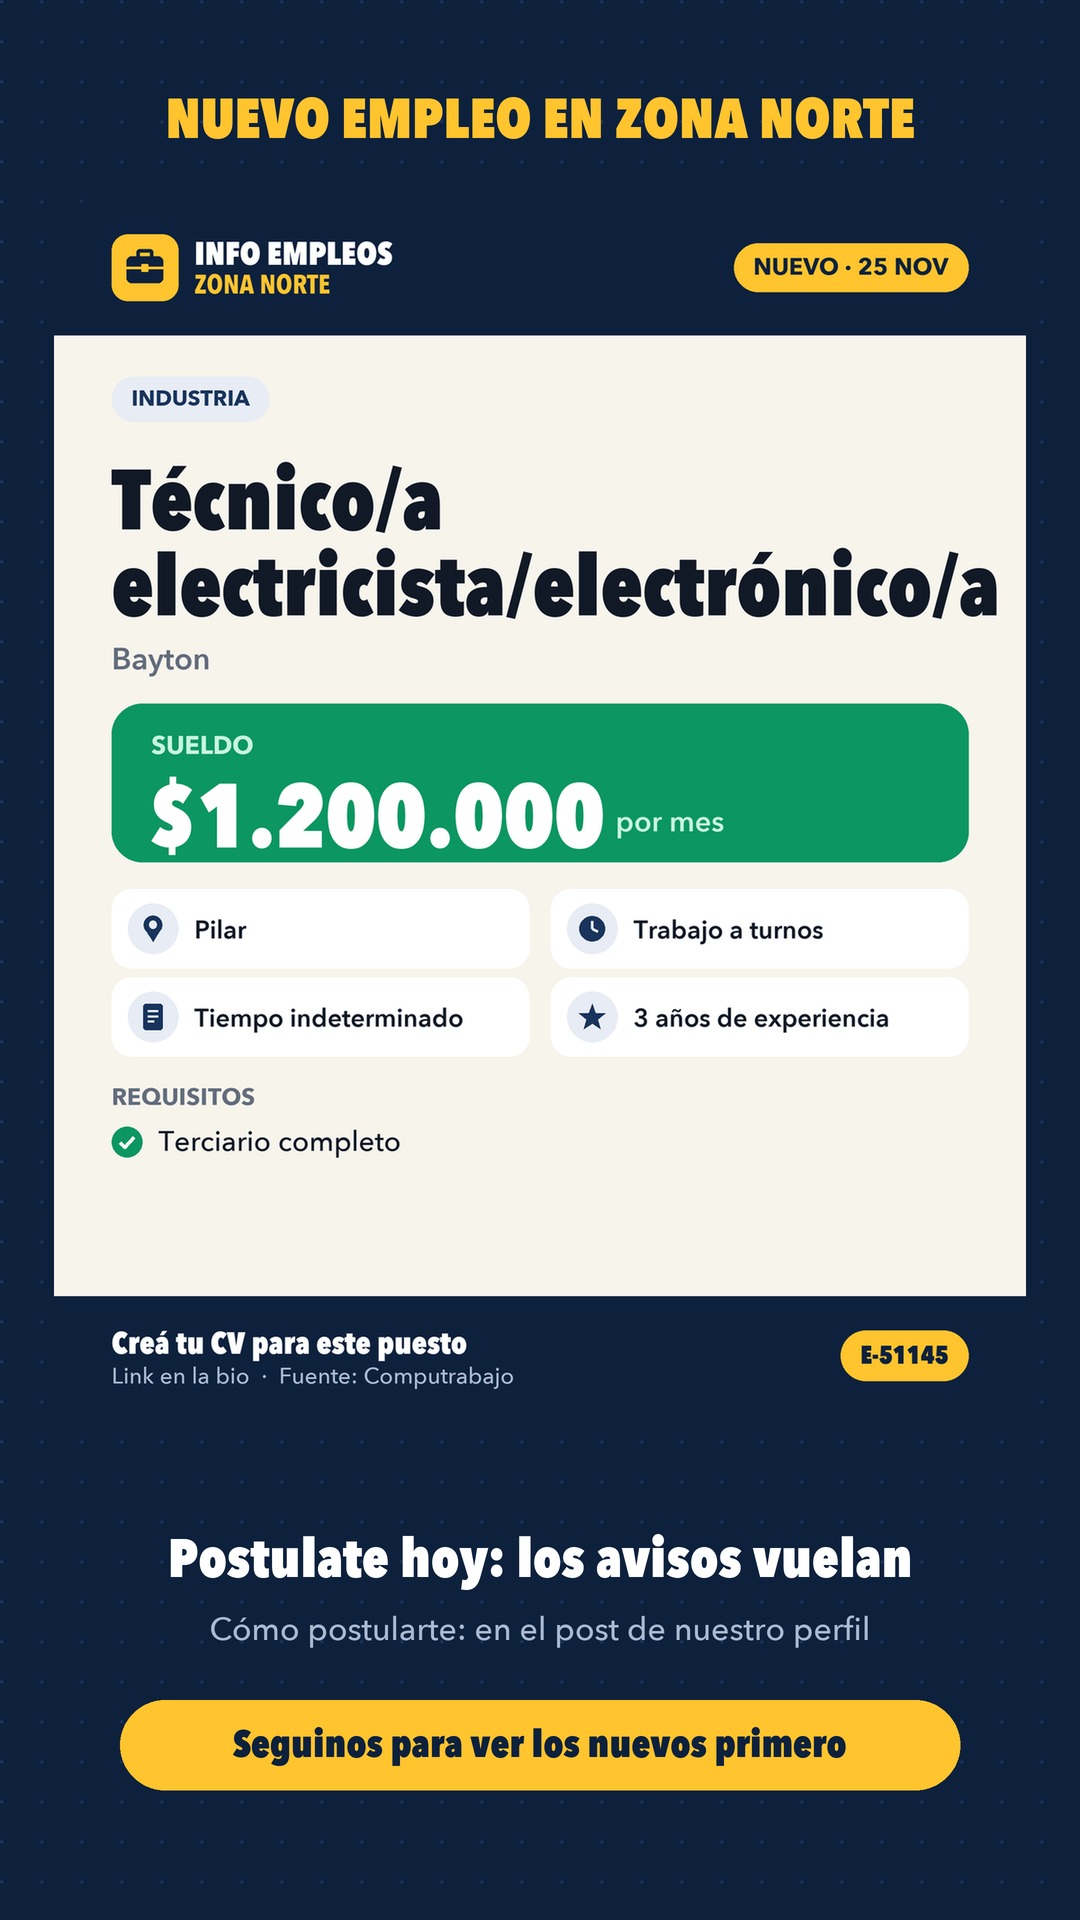 NUEVO EMPLEO EN ZONA NORTE
INFO EMPLEOS
ZONA NORTE
NUEVO · 25 NOV
INDUSTRIA
Técnico/a
electricista/electrónico/a
Bayton
SUELDO
$1.200.000 por mes
Pilar
Trabajo a turnos
Tiempo indeterminado
3 años de experiencia
REQUISITOS
Terciario completo
Creá tu CV para este puesto
Link en la bio · Fuente: Computrabajo
E-51145
Postulate hoy: los avisos vuelan
Cómo postularte: en el post de nuestro perfil
Seguinos para ver los nuevos primero